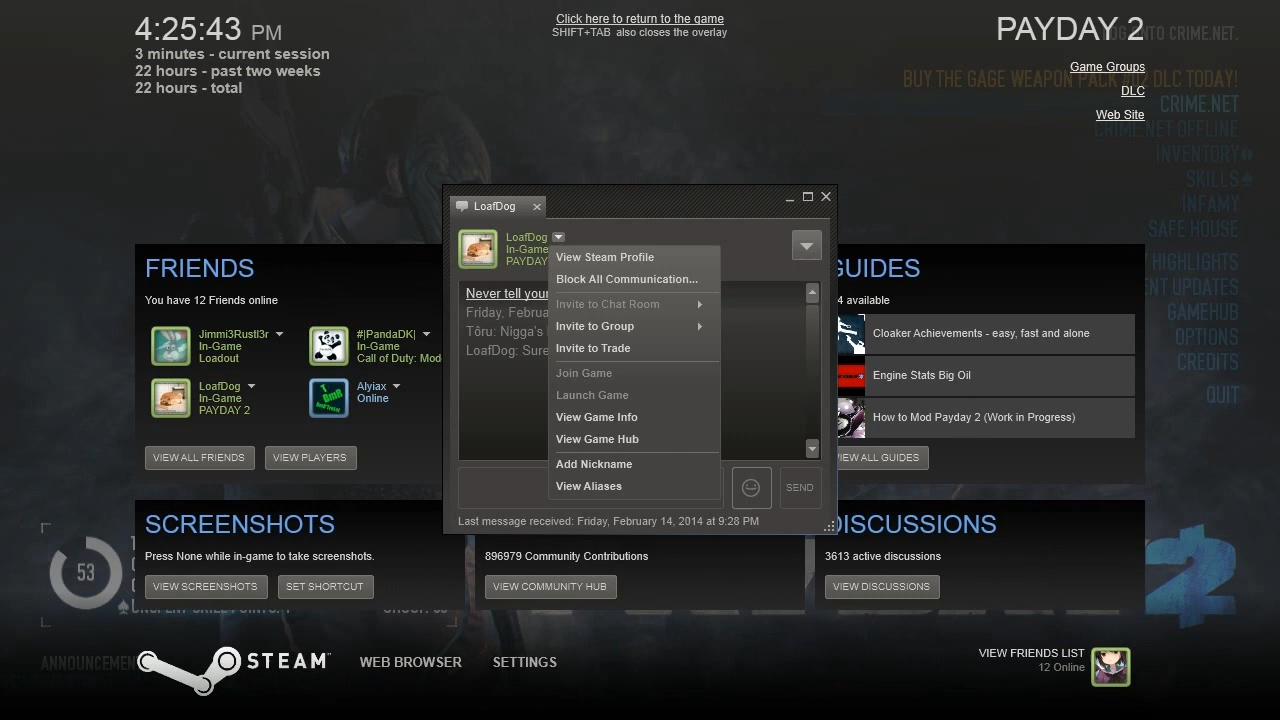 4:25:43 PM
3 minutes - current session
22 hours - past two weeks
22 hours - total
Click here to return to the game
SHIFT+TAB also closes the overlay
PAYDAY 2
Game Groups
DLC
Web Site
INTO CRIME.NET.
BUY THE GAGE WEAPON PACK #02 DLC TODAY!
CRIME.NET
CRIME.NET OFFLINE
INVENTORY
SKILLS
INFAMY
SAFE HOUSE
HIGHLIGHTS
UPDATES
GAMEHUB
OPTIONS
CREDITS
QUIT
FRIENDS
You have 12 Friends online
Jimmi3Rustl3r
In-Game
Loadout
#|PandaDK|
In-Game
Call of Duty: Mod
LoafDog
In-Game
PAYDAY 2
Alyiax
Online
VIEW ALL FRIENDS
VIEW PLAYERS
LoafDog
LoafDog
In-Game
PAYDAY
Never tell your
Friday, Februa
Tôru: Nigga's
LoafDog: Sure
View Steam Profile
Block All Communication...
Invite to Chat Room
Invite to Group
Invite to Trade
Join Game
Launch Game
View Game Info
View Game Hub
Add Nickname
View Aliases
SEND
Last message received: Friday, February 14, 2014 at 9:28 PM
GUIDES
4 available
Cloaker Achievements - easy, fast and alone
Engine Stats Big Oil
How to Mod Payday 2 (Work in Progress)
VIEW ALL GUIDES
SCREENSHOTS
Press None while in-game to take screenshots.
VIEW SCREENSHOTS
SET SHORTCUT
896979 Community Contributions
VIEW COMMUNITY HUB
DISCUSSIONS
3613 active discussions
VIEW DISCUSSIONS
53
2
ANNOUNCEMEN
STEAM™
WEB BROWSER
SETTINGS
VIEW FRIENDS LIST
12 Online